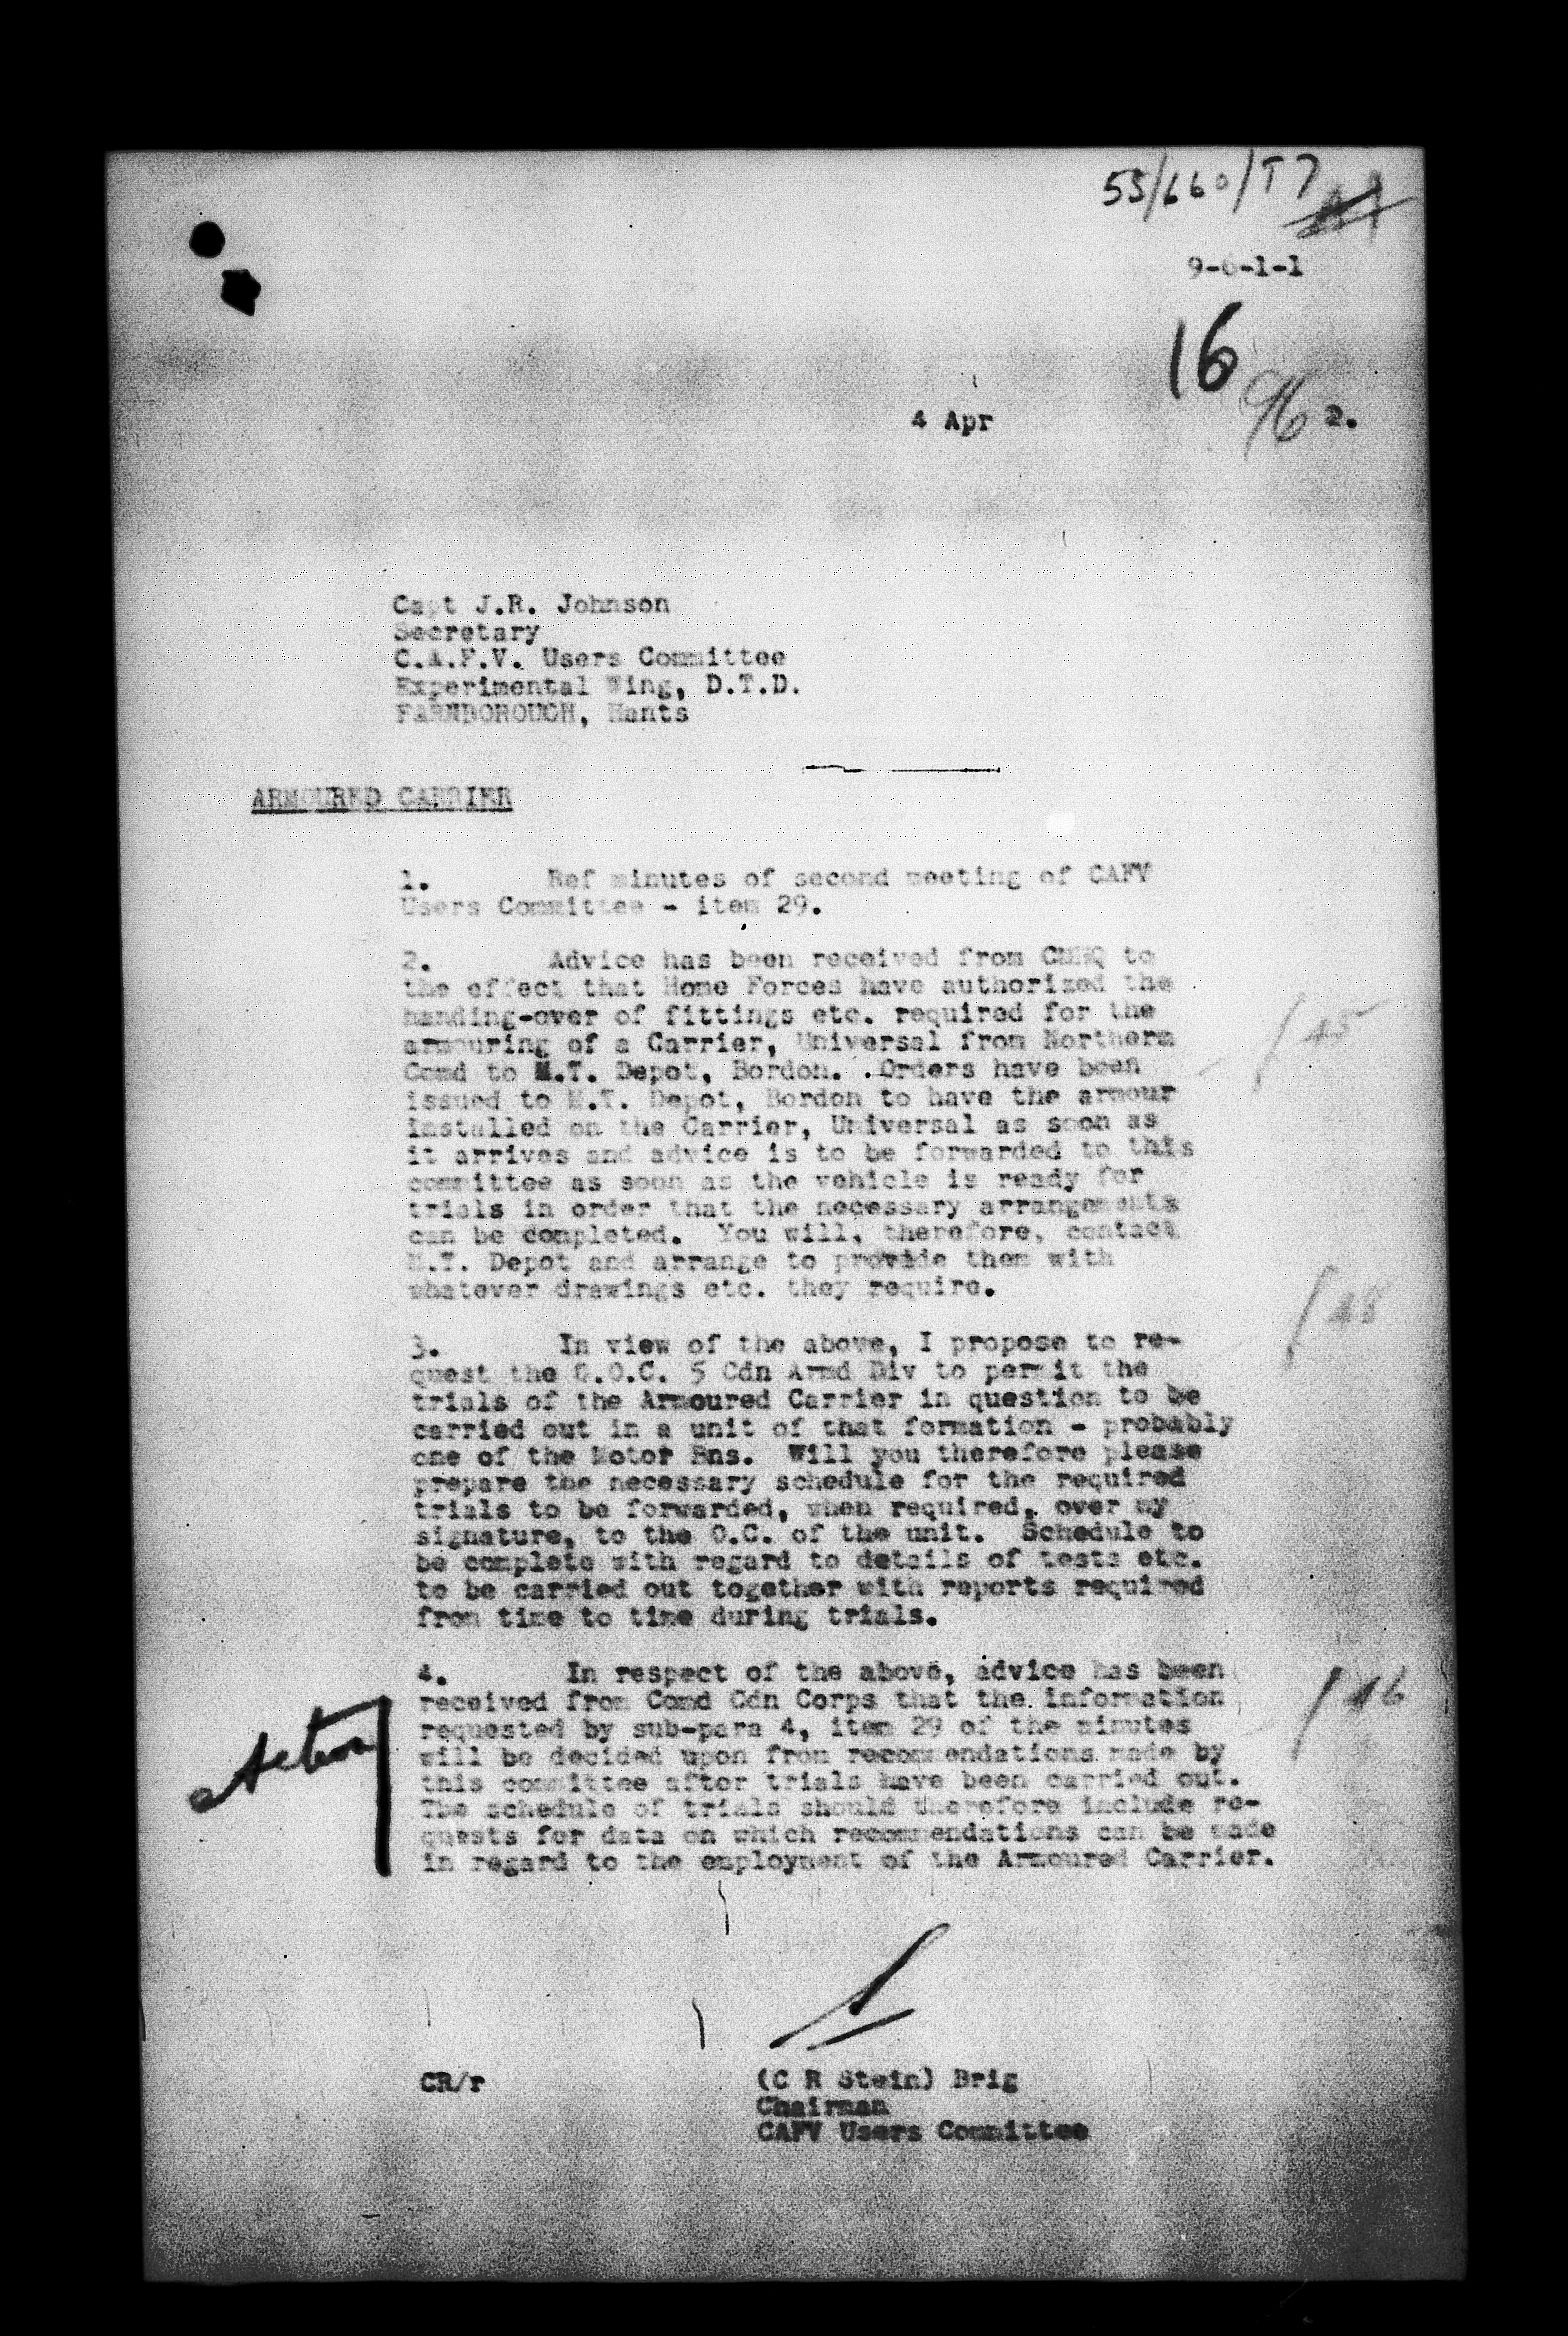 55/660/T7
9-6-1-1
16
96
4 Apr 2.
Capt J.R. Johnson
Secretary
C.A.F.V. Users Committee
Experimental Wing, D.T.D.
FARNBOROUGH, Hants
ARMOURED CARRIER
1. Ref minutes of second meeting of CAFV
Users Committee - item 29.
2. Advice has been received from CMHQ to
the effect that Home Forces have authorized the
handing-over of fittings etc. required for the
armouring of a Carrier, Universal from Northern
Comd to M.T. Depot, Bordon. Orders have been
issued to M.T. Depot, Bordon to have the armour
installed on the Carrier, Universal as soon as
it arrives and advice is to be forwarded to this
committee as soon as the vehicle is ready for
trials in order that the necessary arrangements
can be completed. You will, therefore, contact
M.T. Depot and arrange to provide them with
whatever drawings etc. they require.
3. In view of the above, I propose to re-
quest the G.O.C. 5 Cdn Armd Div to permit the
trials of the Armoured Carrier in question to be
carried out in a unit of that formation - probably
one of the Motor Bns. Will you therefore please
prepare the necessary schedule for the required
trials to be forwarded, when required, over my
signature, to the O.C. of the unit. Schedule to
be complete with regard to details of tests etc.
to be carried out together with reports required
from time to time during trials.
4. In respect of the above, advice has been
received from Comd Cdn Corps that the information
requested by sub-para 4, item 29 of the minutes
will be decided upon from recommendations made by
this committee after trials have been carried out.
The schedule of trials should therefore include re-
quests for data on which recommendations can be made
in regard to the employment of the Armoured Carrier.
Action
CR/r
(C R Stein) Brig
Chairman
CAFV Users Committee